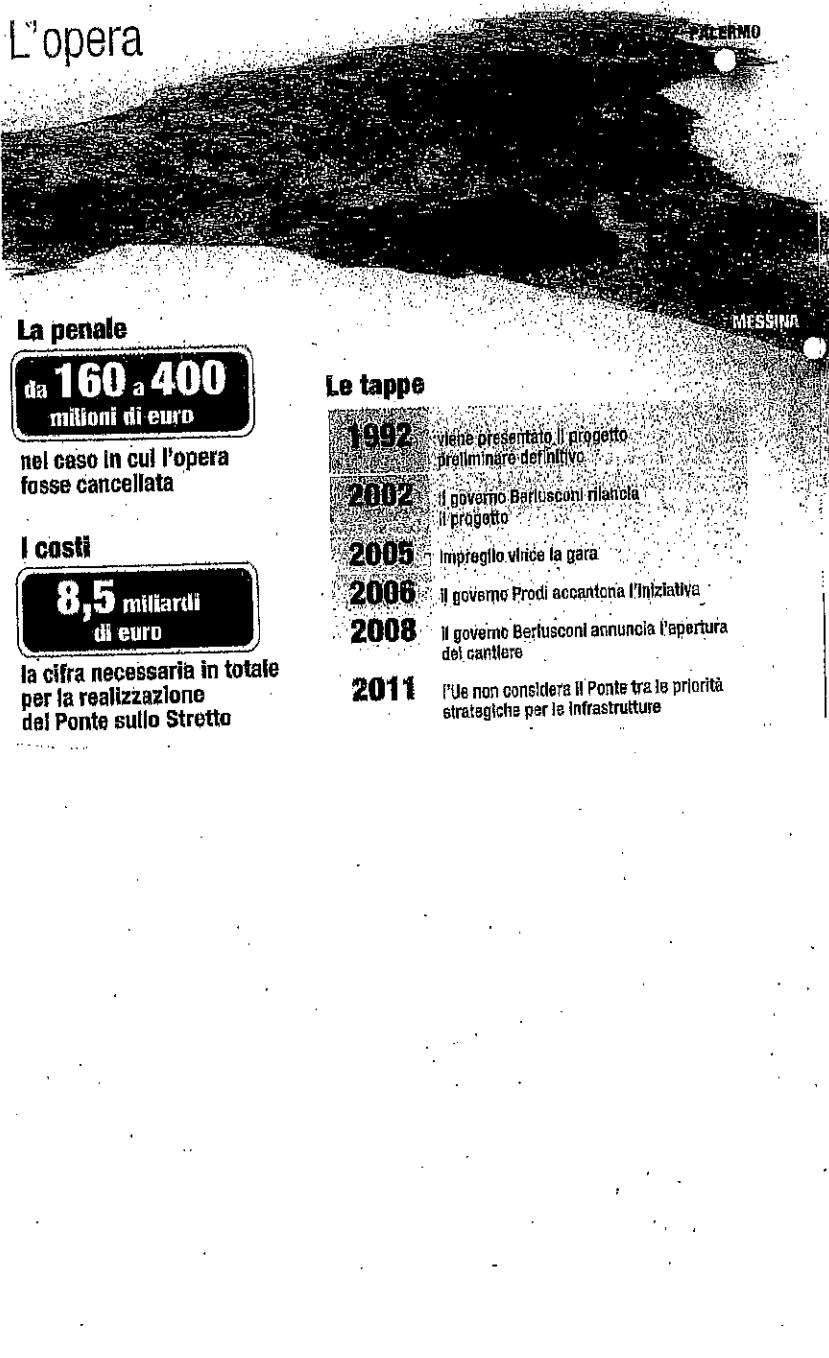 L'opera
PALERMO
MESSINA
La penale
da 160 a 400
milioni di euro
nel caso in cui l'opera
fosse cancellata
I costi
8,5 miliardi
di euro
la cifra necessaria in totale
per la realizzazione
del Ponte sullo Stretto
Le tappe
1992 viene presentato il progetto
preliminare definitivo
2002 il governo Berlusconi rilancia
il progetto
2005 Impregilo vince la gara
2006 il governo Prodi accantona l'iniziativa
2008 il governo Berlusconi annuncia l'apertura
del cantiere
2011 l'Ue non considera il Ponte tra le priorità
strategiche per le infrastrutture